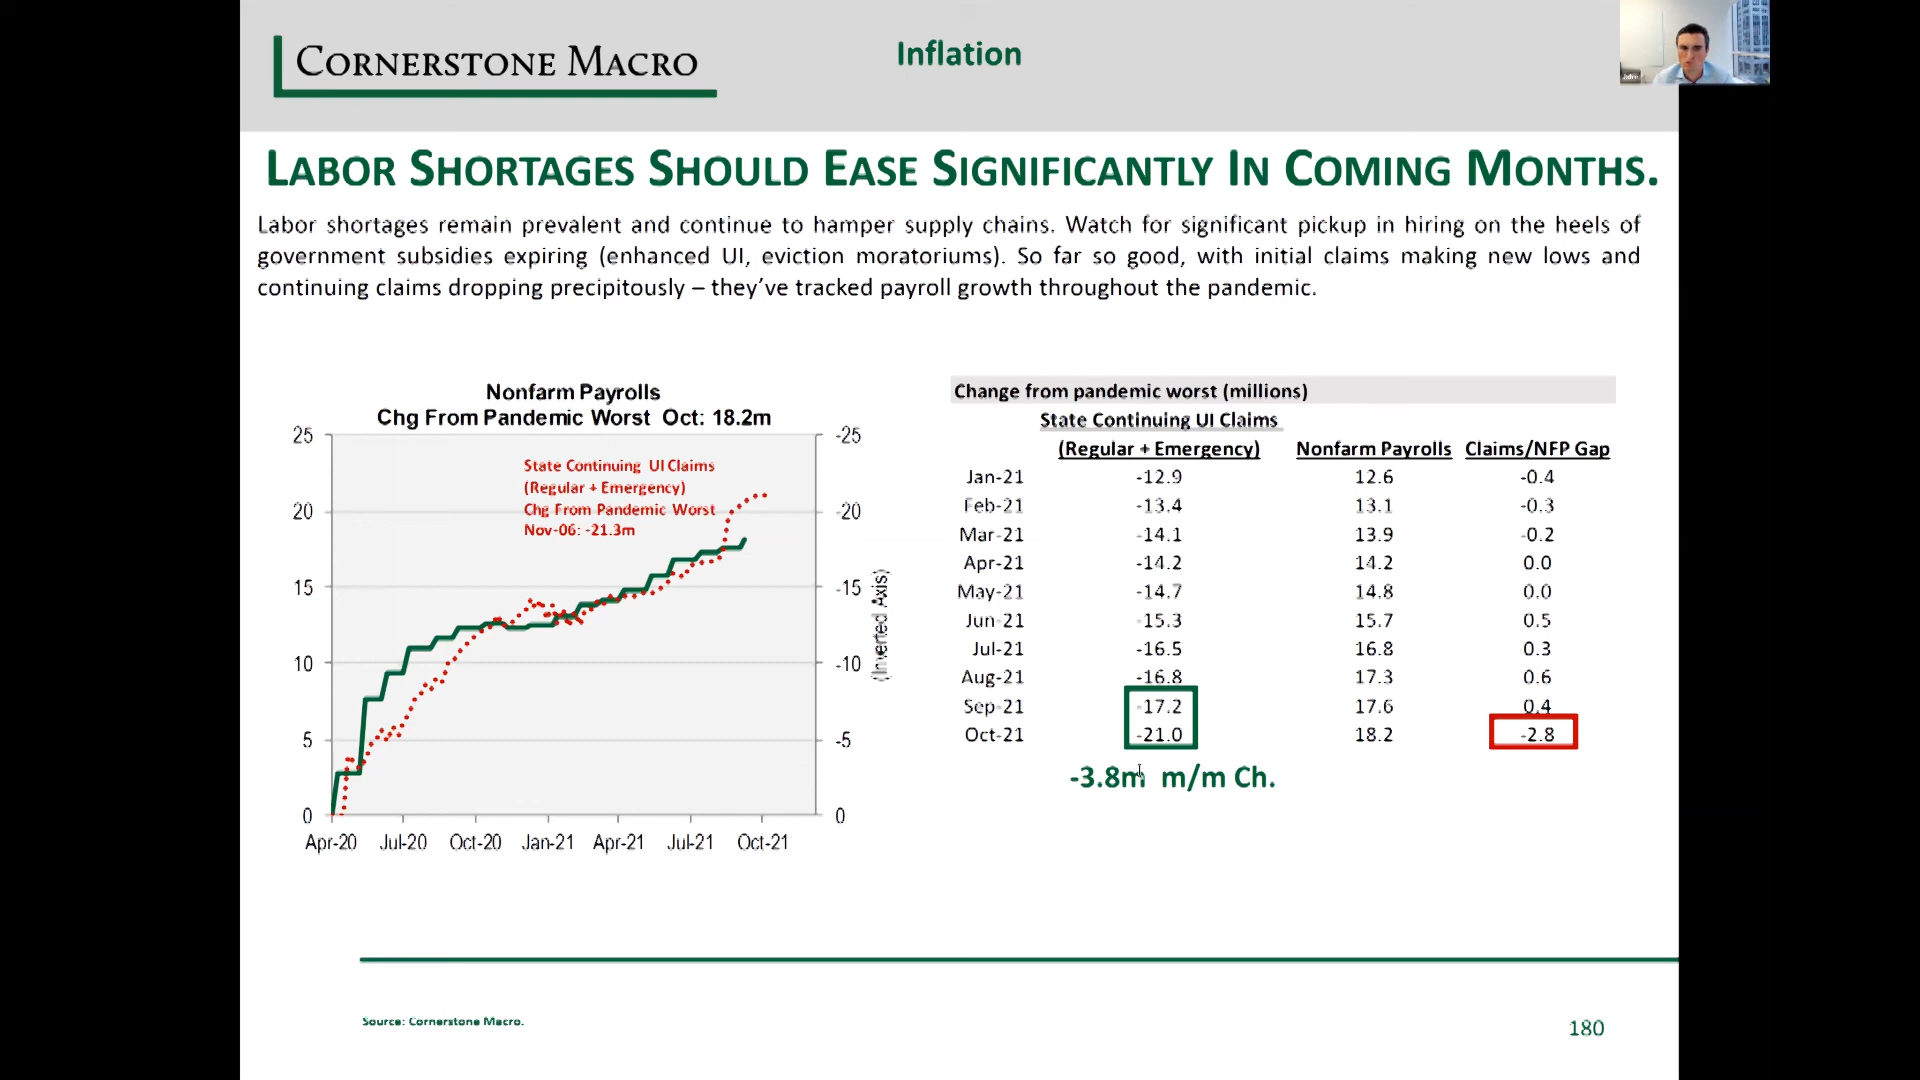 CORNERSTONE MACRO
Inflation
LABOR SHORTAGES SHOULD EASE SIGNIFICANTLY IN COMING MONTHS.
Labor shortages remain prevalent and continue to hamper supply chains. Watch for significant pickup in hiring on the heels of
government subsidies expiring (enhanced UI, eviction moratoriums). So far so good, with initial claims making new lows and
continuing claims dropping precipitously – they've tracked payroll growth throughout the pandemic.
Nonfarm Payrolls
Chg From Pandemic Worst Oct: 18.2m
25 -25
State Continuing UI Claims
(Regular + Emergency)
20 -20
Chg From Pandemic Worst
Nov-06: -21.3m
15 -15
10 -10
5 -5
0 0
(Inverted Axis)
Apr-20 Jul-20 Oct-20 Jan-21 Apr-21 Jul-21 Oct-21
Change from pandemic worst (millions)
State Continuing UI Claims
(Regular + Emergency) Nonfarm Payrolls Claims/NFP Gap
Jan-21 -12.9 12.6 -0.4
Feb-21 -13.4 13.1 -0.3
Mar-21 -14.1 13.9 -0.2
Apr-21 -14.2 14.2 0.0
May-21 -14.7 14.8 0.0
Jun-21 -15.3 15.7 0.5
Jul-21 -16.5 16.8 0.3
Aug-21 -16.8 17.3 0.6
Sep-21 -17.2 17.6 0.4
Oct-21 -21.0 18.2 -2.8
-3.8m m/m Ch.
Source: Cornerstone Macro.
180